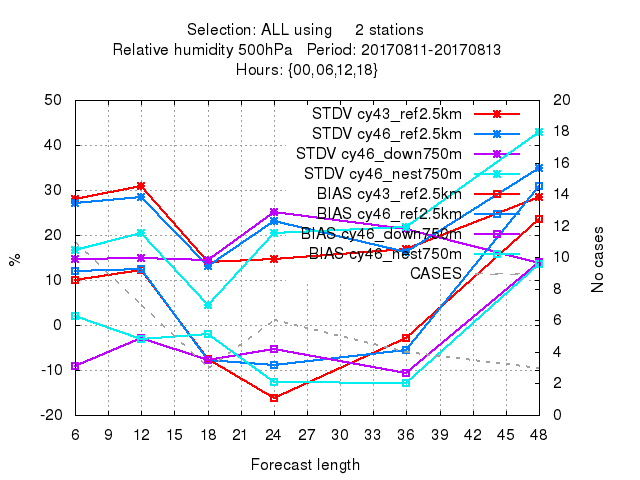 Selection: ALL using 2 stations
Relative humidity 500hPa Period: 20170811-20170813
Hours: {00,06,12,18}
50
40
30
20
10
0
-10
-20
%
20
18
16
14
12
10
8
6
4
2
0
No cases
STDV cy43_ref2.5km
STDV cy46_ref2.5km
STDV cy46_down750m
STDV cy46_nest750m
BIAS cy43_ref2.5km
BIAS cy46_ref2.5km
BIAS cy46_down750m
BIAS cy46_nest750m
CASES
6 12 15 18 21 24 27 30 33 36 39 42 45 48
Forecast length